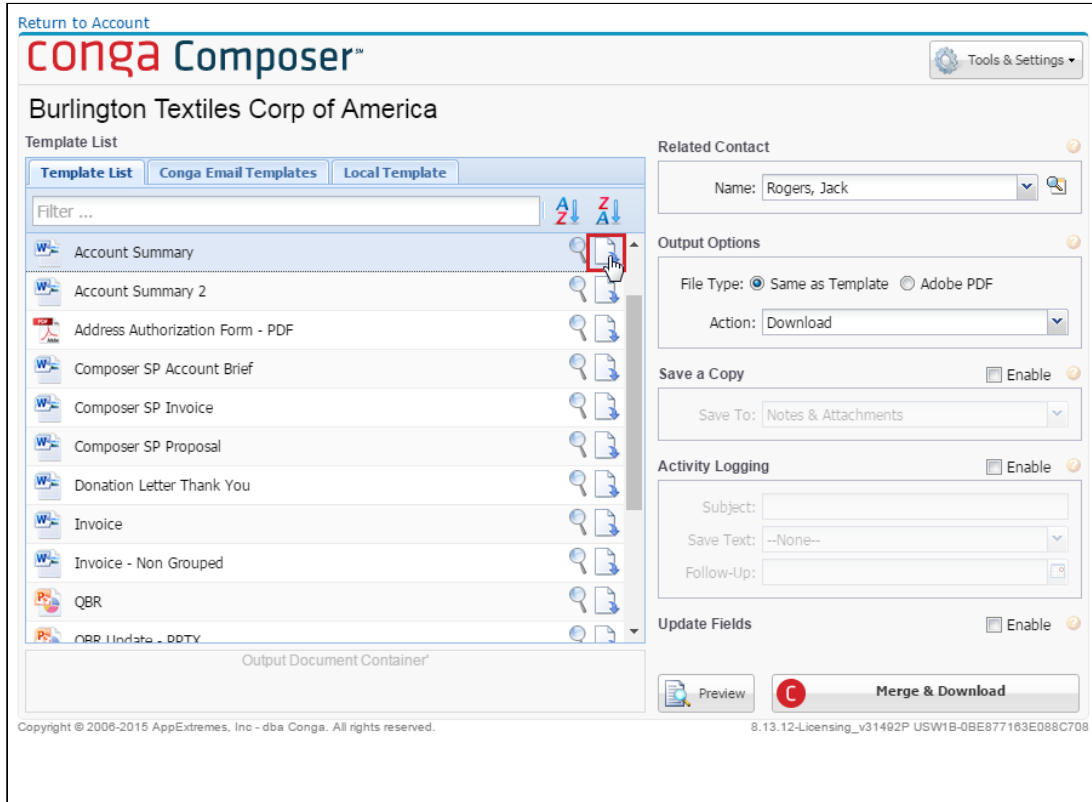 Return to Account
conga Composer℠
Tools & Settings
Burlington Textiles Corp of America
Template List
Template List
Conga Email Templates
Local Template
Filter ...
A Z
Z A
Account Summary
Account Summary 2
Address Authorization Form - PDF
Composer SP Account Brief
Composer SP Invoice
Composer SP Proposal
Donation Letter Thank You
Invoice
Invoice - Non Grouped
QBR
QBR Update - PPTX
Output Document Container'
Related Contact
Name: Rogers, Jack
Output Options
File Type: Same as Template Adobe PDF
Action: Download
Save a Copy Enable
Save To: Notes & Attachments
Activity Logging Enable
Subject:
Save Text: --None--
Follow-Up:
Update Fields Enable
Preview
C Merge & Download
Copyright © 2006-2015 AppExtremes, Inc - dba Conga. All rights reserved.
8.13.12-Licensing_v31492P USW1B-0BE877163E088C708